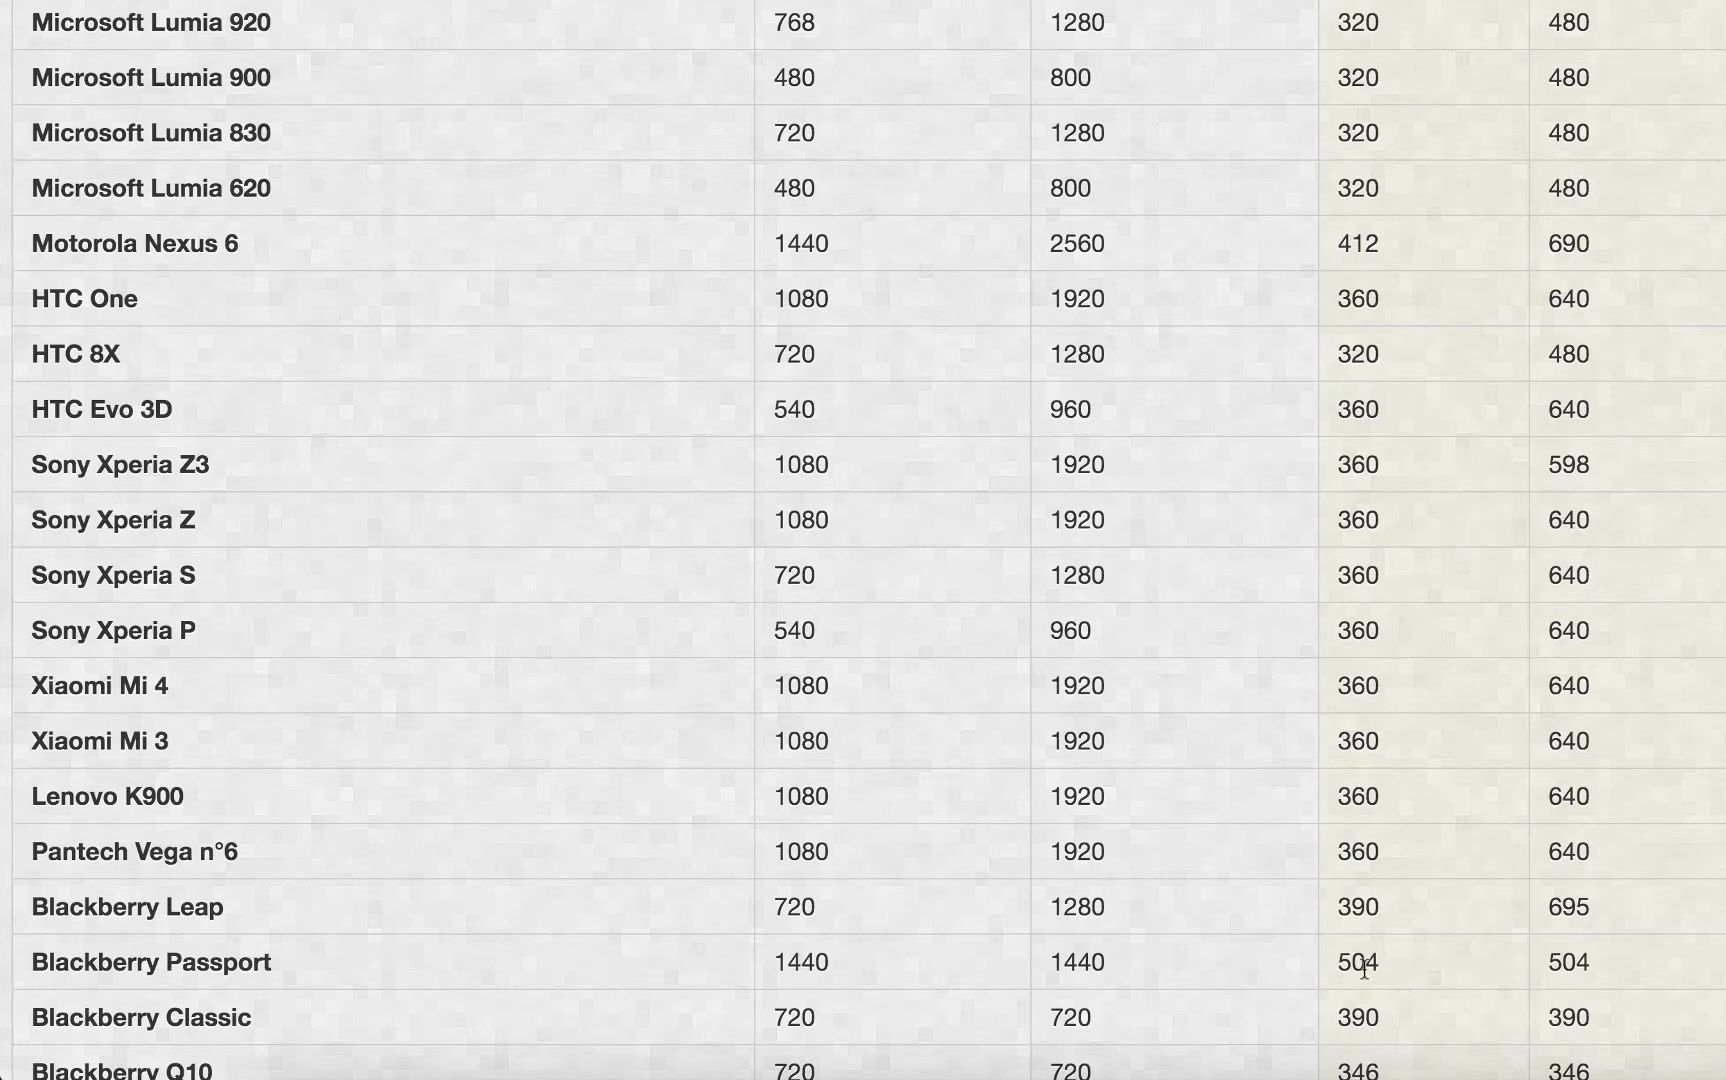 Microsoft Lumia 920 768 1280 320 480
Microsoft Lumia 900 480 800 320 480
Microsoft Lumia 830 720 1280 320 480
Microsoft Lumia 620 480 800 320 480
Motorola Nexus 6 1440 2560 412 690
HTC One 1080 1920 360 640
HTC 8X 720 1280 320 480
HTC Evo 3D 540 960 360 640
Sony Xperia Z3 1080 1920 360 598
Sony Xperia Z 1080 1920 360 640
Sony Xperia S 720 1280 360 640
Sony Xperia P 540 960 360 640
Xiaomi Mi 4 1080 1920 360 640
Xiaomi Mi 3 1080 1920 360 640
Lenovo K900 1080 1920 360 640
Pantech Vega n°6 1080 1920 360 640
Blackberry Leap 720 1280 390 695
Blackberry Passport 1440 1440 504 504
Blackberry Classic 720 720 390 390
Blackberry Q10 720 720 346 346